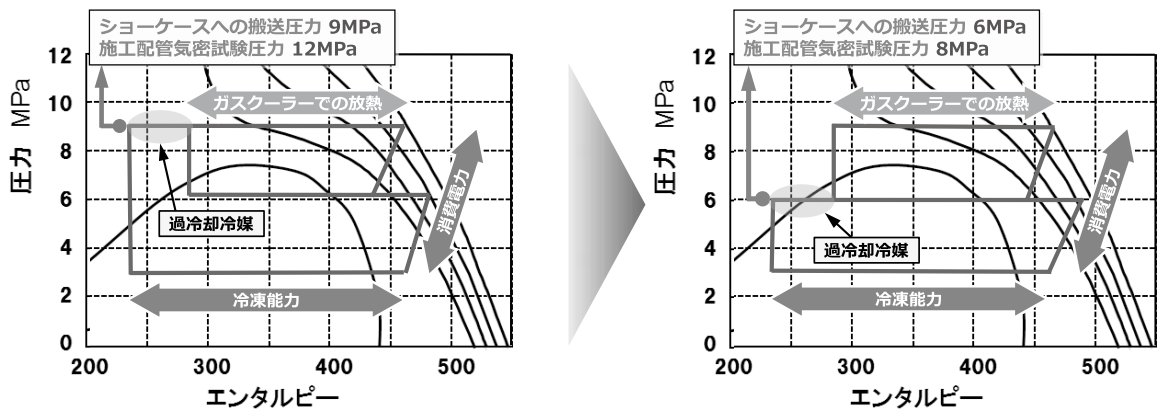 ショーケースへの搬送圧力 9MPa
施工配管気密試験圧力 12MPa
12
10
8
6
4
2
0
圧力 MPa
ガスクーラーでの放熱
過冷却冷媒
消費電力
冷凍能力
200 300 400 500
エンタルピー
ショーケースへの搬送圧力 6MPa
施工配管気密試験圧力 8MPa
12
10
8
6
4
2
0
圧力 MPa
ガスクーラーでの放熱
消費電力
過冷却冷媒
冷凍能力
200 300 400 500
エンタルピー